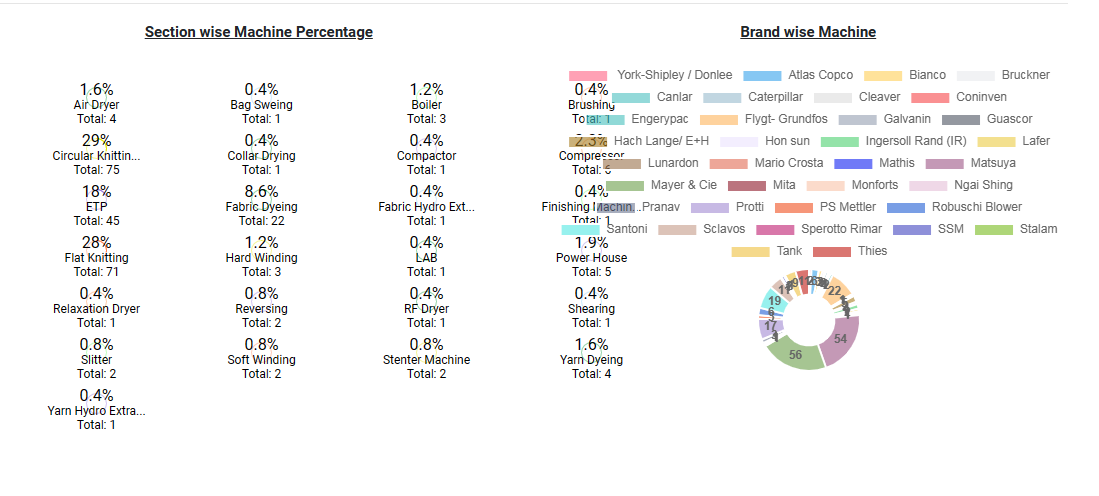 Section wise Machine Percentage
1.6%
Air Dryer
Total: 4
0.4%
Bag Sweing
Total: 1
1.2%
Boiler
Total: 3
0.4%
Brushing
Total: 1
29%
Circular Knittin...
Total: 75
0.4%
Collar Drying
Total: 1
0.4%
Compactor
Total: 1
2.3%
Compressor
Total: 6
18%
ETP
Total: 45
8.6%
Fabric Dyeing
Total: 22
0.4%
Fabric Hydro Ext...
Total: 1
0.4%
Finishing Machin...
Total: 1
28%
Flat Knitting
Total: 71
1.2%
Hard Winding
Total: 3
0.4%
LAB
Total: 1
1.9%
Power House
Total: 5
0.4%
Relaxation Dryer
Total: 1
0.8%
Reversing
Total: 2
0.4%
RF Dryer
Total: 1
0.4%
Shearing
Total: 1
0.8%
Slitter
Total: 2
0.8%
Soft Winding
Total: 2
0.8%
Stenter Machine
Total: 2
1.6%
Yarn Dyeing
Total: 4
0.4%
Yarn Hydro Extra...
Total: 1
Brand wise Machine
York-Shipley / Donlee Atlas Copco Bianco Bruckner
Canlar Caterpillar Cleaver Coninven
Engerypac Flygt- Grundfos Galvanin Guascor
Hach Lange/ E+H Hon sun Ingersoll Rand (IR) Lafer
Lunardon Mario Crosta Mathis Matsuya
Mayer & Cie Mita Monforts Ngai Shing
Pranav Protti PS Mettler Robuschi Blower
Santoni Sclavos Sperotto Rimar SSM Stalam
Tank Thies
22
19
17
54
56